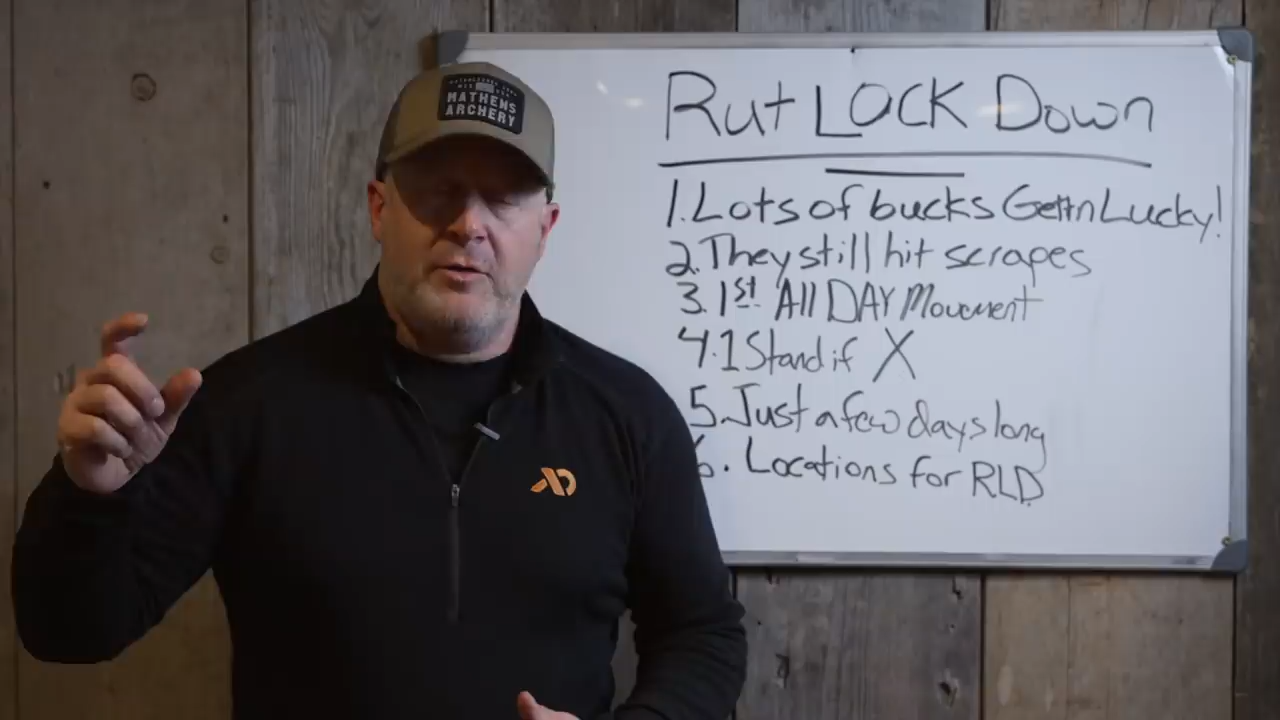 MATHEWS
ARCHERY
Rut LOCK Down
1. Lots of bucks Gettn Lucky!
2. They still hit scrapes
3. 1st All DAY Movement
4. 1 Stand if X
5. Just a few days long
6. Locations for RLD